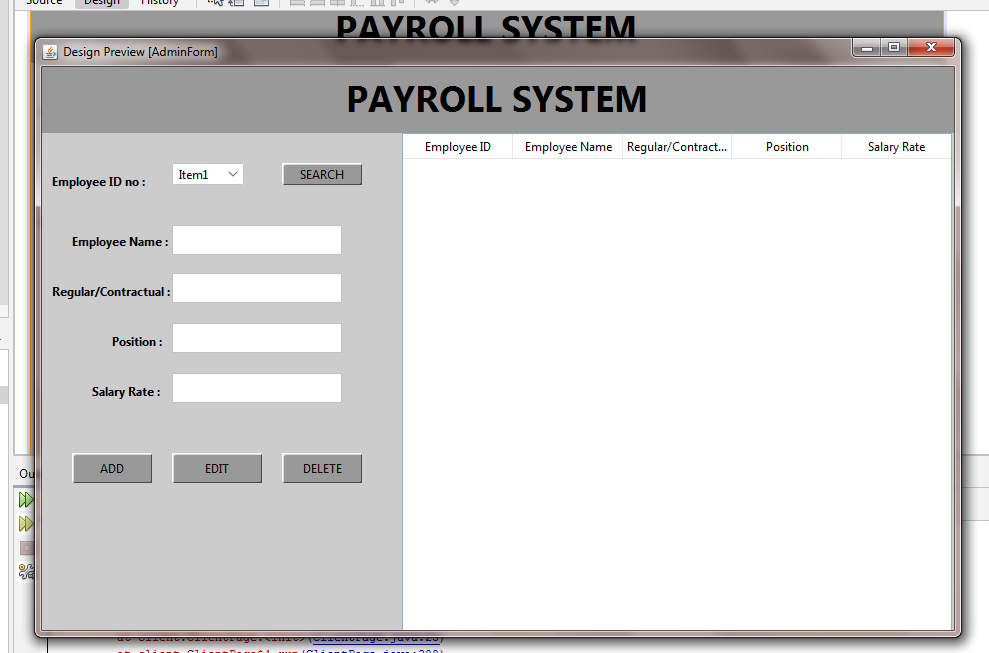 Source Design History
PAYROLL SYSTEM
Design Preview [AdminForm]
PAYROLL SYSTEM
Employee ID no : Item1 SEARCH
Employee ID Employee Name Regular/Contract... Position Salary Rate
Employee Name :
Regular/Contractual :
Position :
Salary Rate :
ADD EDIT DELETE
Ou